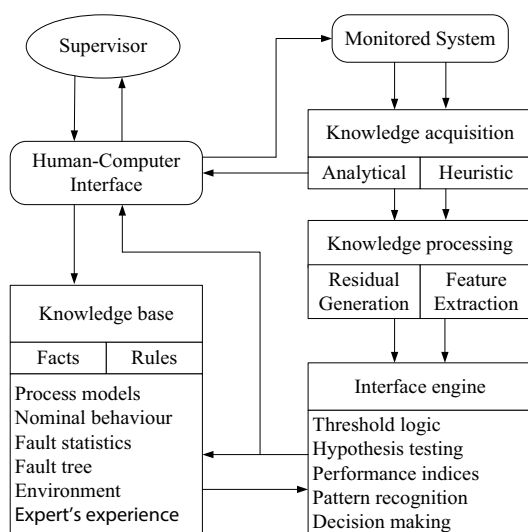 Supervisor
Monitored System
Human-Computer
Interface
Knowledge acquisition
Analytical
Heuristic
Knowledge processing
Residual
Generation
Feature
Extraction
Knowledge base
Facts
Rules
Process models
Nominal behaviour
Fault statistics
Fault tree
Environment
Expert's experience
Interface engine
Threshold logic
Hypothesis testing
Performance indices
Pattern recognition
Decision making